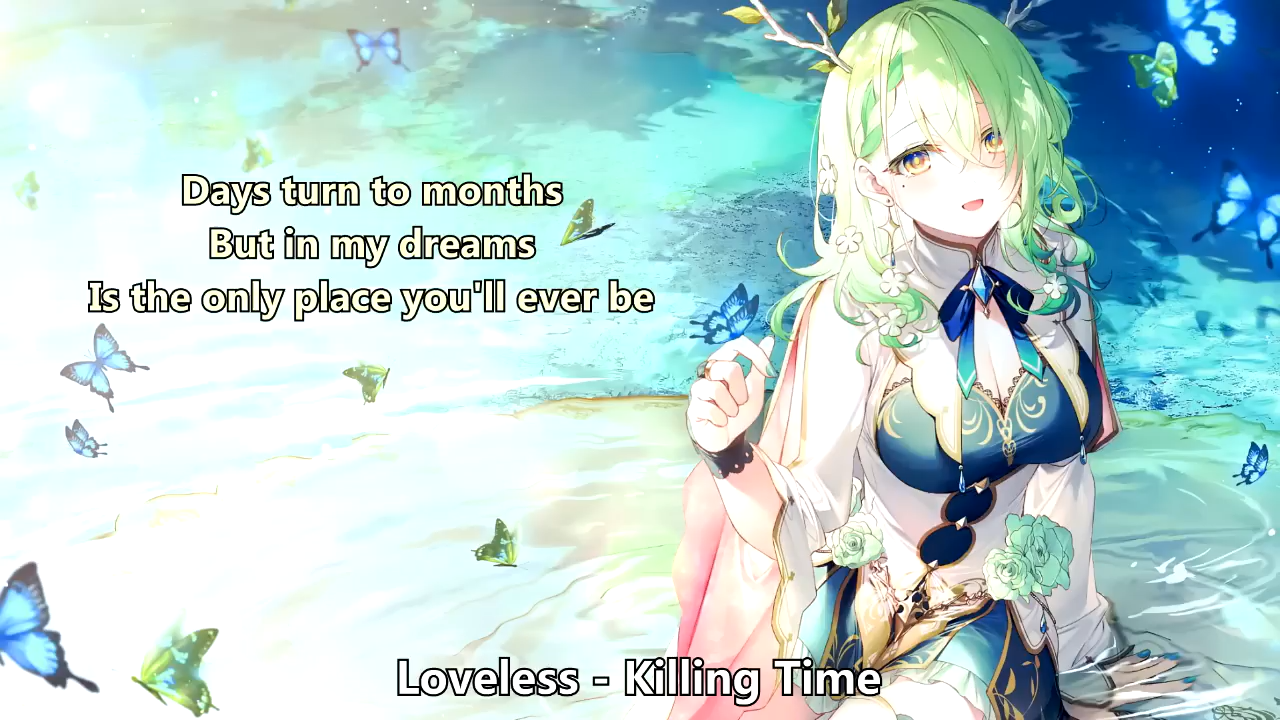 Days turn to months
But in my dreams
Is the only place you'll ever be
Loveless - Killing Time